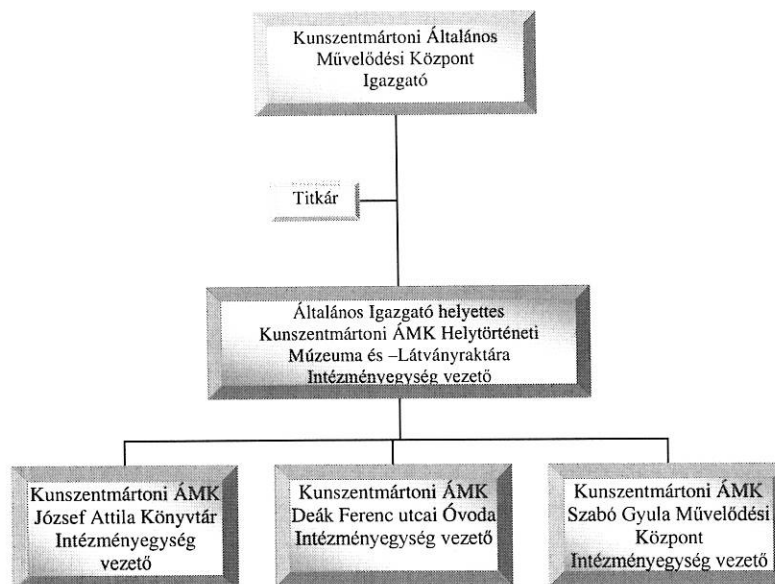 Kunszentmártoni Általános
Művelődési Központ
Igazgató
Titkár
Általános Igazgató helyettes
Kunszentmártoni ÁMK Helytörténeti
Múzeuma és –Látványraktára
Intézményegység vezető
Kunszentmártoni ÁMK
József Attila Könyvtár
Intézményegység
vezető
Kunszentmártoni ÁMK
Deák Ferenc utcai Óvoda
Intézményegység vezető
Kunszentmártoni ÁMK
Szabó Gyula Művelődési
Központ
Intézményegység vezető